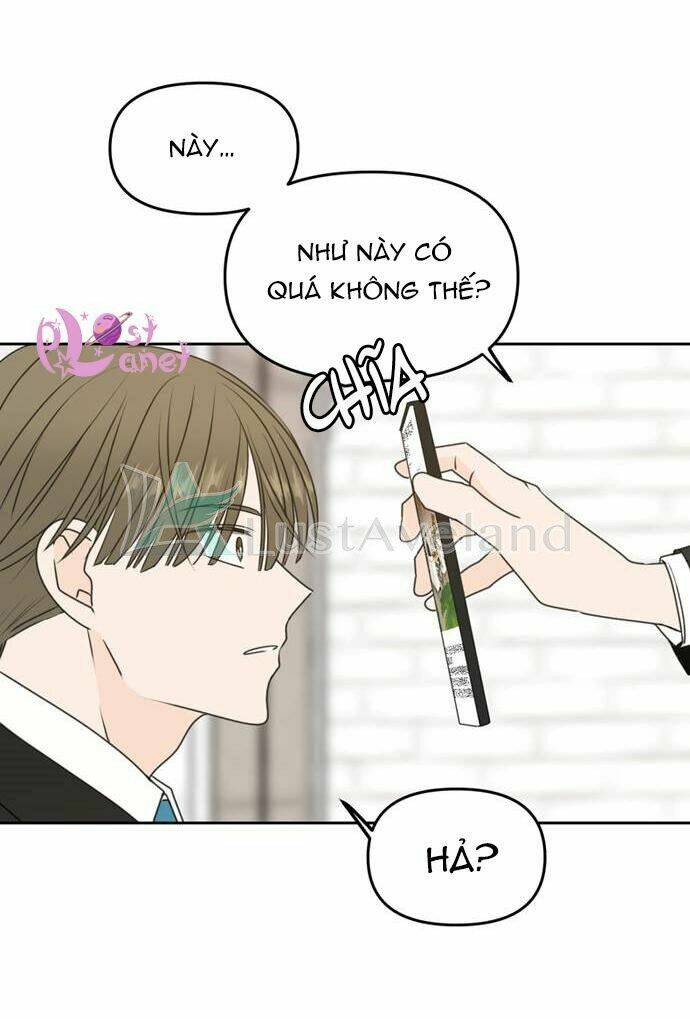 NÀY...
NHƯ NÀY CÓ
QUÁ KHÔNG THẾ?
Lost
Planet
CHĨA
LustAveland
HẢ?